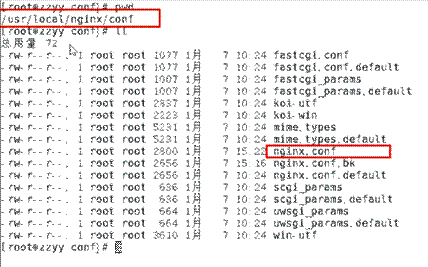 [root@zzyy conf]# pwd
/usr/local/nginx/conf
[root@zzyy conf]# ll
总用量 72
-rw-r--r--. 1 root root 1077 1月 7 10:24 fastcgi.conf
-rw-r--r--. 1 root root 1077 1月 7 10:24 fastcgi.conf.default
-rw-r--r--. 1 root root 1007 1月 7 10:24 fastcgi_params
-rw-r--r--. 1 root root 1007 1月 7 10:24 fastcgi_params.default
-rw-r--r--. 1 root root 2837 1月 7 10:24 koi-utf
-rw-r--r--. 1 root root 2223 1月 7 10:24 koi-win
-rw-r--r--. 1 root root 5231 1月 7 10:24 mime.types
-rw-r--r--. 1 root root 5231 1月 7 10:24 mime.types.default
-rw-r--r--. 1 root root 2800 1月 7 15:22 nginx.conf
-rw-r--r--. 1 root root 2656 1月 7 15:16 nginx.conf.bk
-rw-r--r--. 1 root root 2656 1月 7 10:24 nginx.conf.default
-rw-r--r--. 1 root root 636 1月 7 10:24 scgi_params
-rw-r--r--. 1 root root 636 1月 7 10:24 scgi_params.default
-rw-r--r--. 1 root root 664 1月 7 10:24 uwsgi_params
-rw-r--r--. 1 root root 664 1月 7 10:24 uwsgi_params.default
-rw-r--r--. 1 root root 3610 1月 7 10:24 win-utf
[root@zzyy conf]#